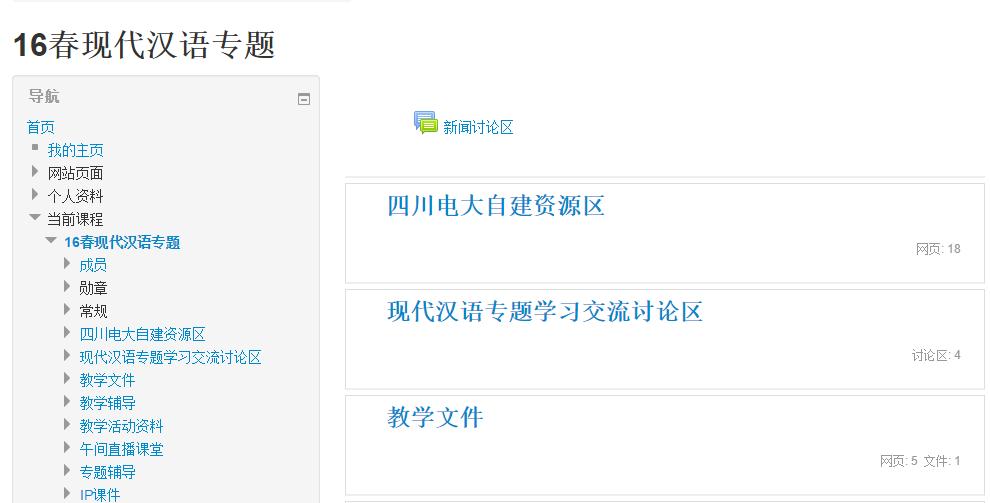 16春现代汉语专题
导航
首页
我的主页
网站页面
个人资料
当前课程
16春现代汉语专题
成员
勋章
常规
四川电大自建资源区
现代汉语专题学习交流讨论区
教学文件
教学辅导
教学活动资料
午间直播课堂
专题辅导
IP课件
新闻讨论区
四川电大自建资源区
网页: 18
现代汉语专题学习交流讨论区
讨论区: 4
教学文件
网页: 5 文件: 1